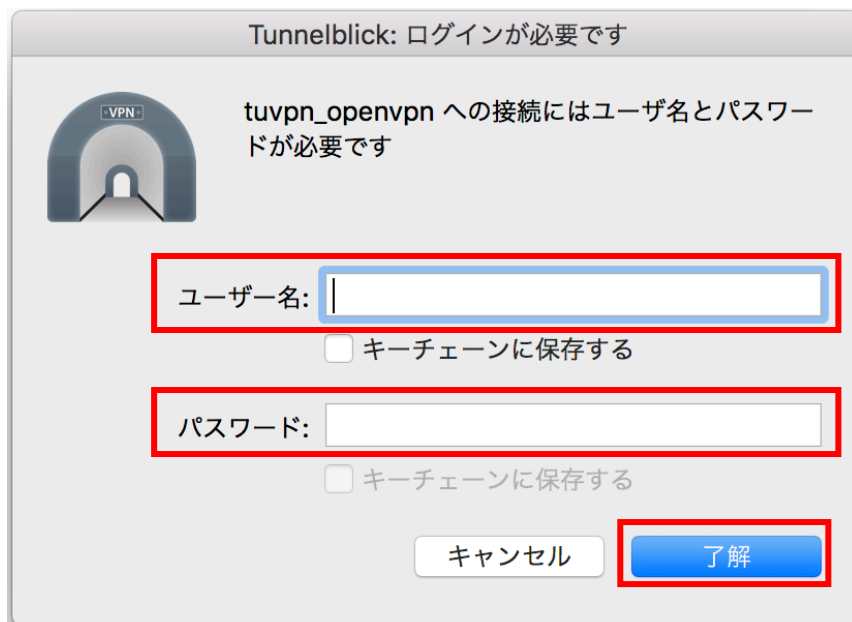 Tunnelblick: ログインが必要です
·VPN·
tuvpn_openvpn への接続にはユーザ名とパスワー
ドが必要です
ユーザー名:
キーチェーンに保存する
パスワード:
キーチェーンに保存する
キャンセル 了解